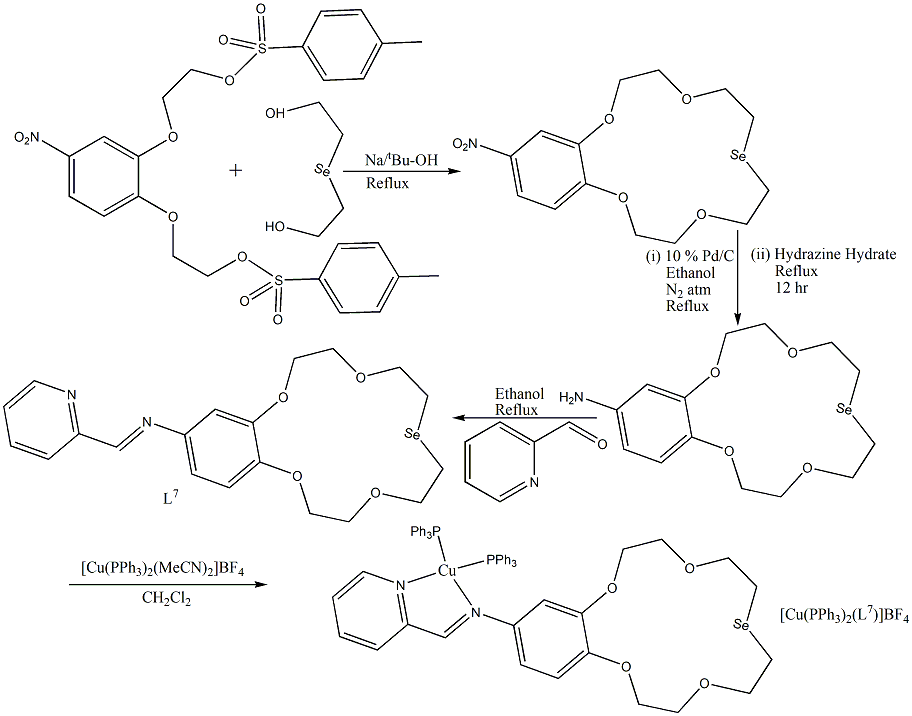 O
O
S
O
O
O₂N
O
OH
Se
HO
O
O
S
O
O
+
Na/ᵗBu-OH
Reflux
O₂N
O
O
Se
O
O
(i) 10 % Pd/C
Ethanol
N₂ atm
Reflux
(ii) Hydrazine Hydrate
Reflux
12 hr
H₂N
O
O
Se
O
O
Ethanol
Reflux
O
N
N
N
O
O
Se
O
O
L⁷
[Cu(PPh₃)₂(MeCN)₂]BF₄
CH₂Cl₂
Ph₃P
PPh₃
Cu
N
N
O
O
Se
O
O
[Cu(PPh₃)₂(L⁷)]BF₄